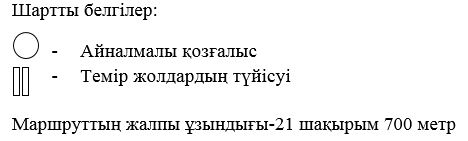 Шартты белгілер:
- Айналмалы қозғалыс
- Темір жолдардың түйісуі
Маршруттың жалпы ұзындығы-21 шақырым 700 метр